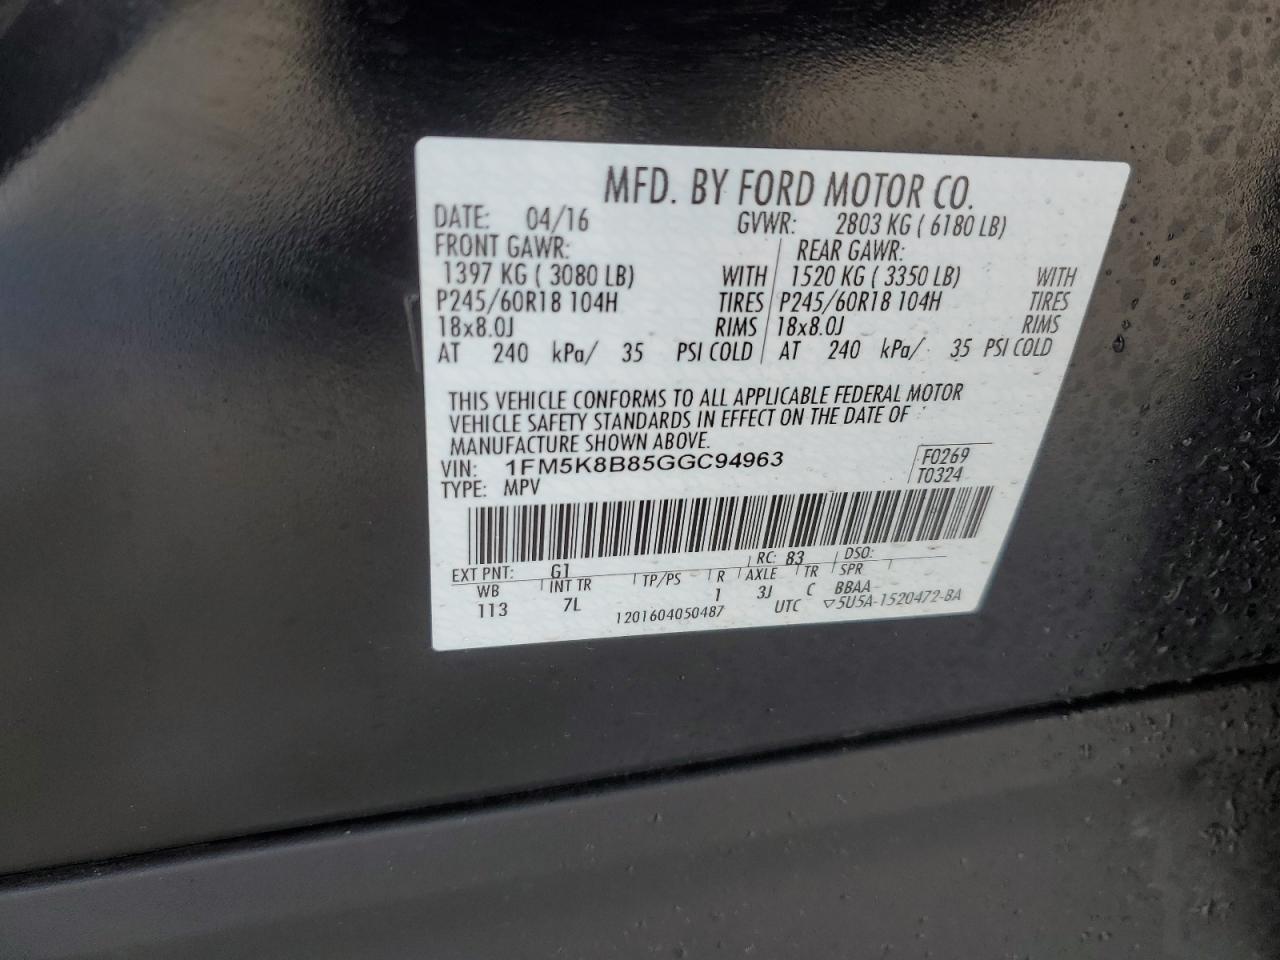 MFD. BY FORD MOTOR CO.
DATE: 04/16 GVWR: 2803 KG ( 6180 LB)
FRONT GAWR: REAR GAWR:
1397 KG ( 3080 LB) WITH 1520 KG ( 3350 LB) WITH
P245/60R18 104H TIRES P245/60R18 104H TIRES
18x8.0J RIMS 18x8.0J RIMS
AT 240 kPa/ 35 PSI COLD AT 240 kPa/ 35 PSI COLD
THIS VEHICLE CONFORMS TO ALL APPLICABLE FEDERAL MOTOR
VEHICLE SAFETY STANDARDS IN EFFECT ON THE DATE OF
MANUFACTURE SHOWN ABOVE.
VIN: 1FM5K8B85GGC94963 F0269
TYPE: MPV T0324
EXT PNT: G1 RC: 83 DSO:
WB INT TR TP/PS R AXLE TR SPR
113 7L 1 3J C BBAA
1201604050487 UTC ▽5U5A-1520472-BA